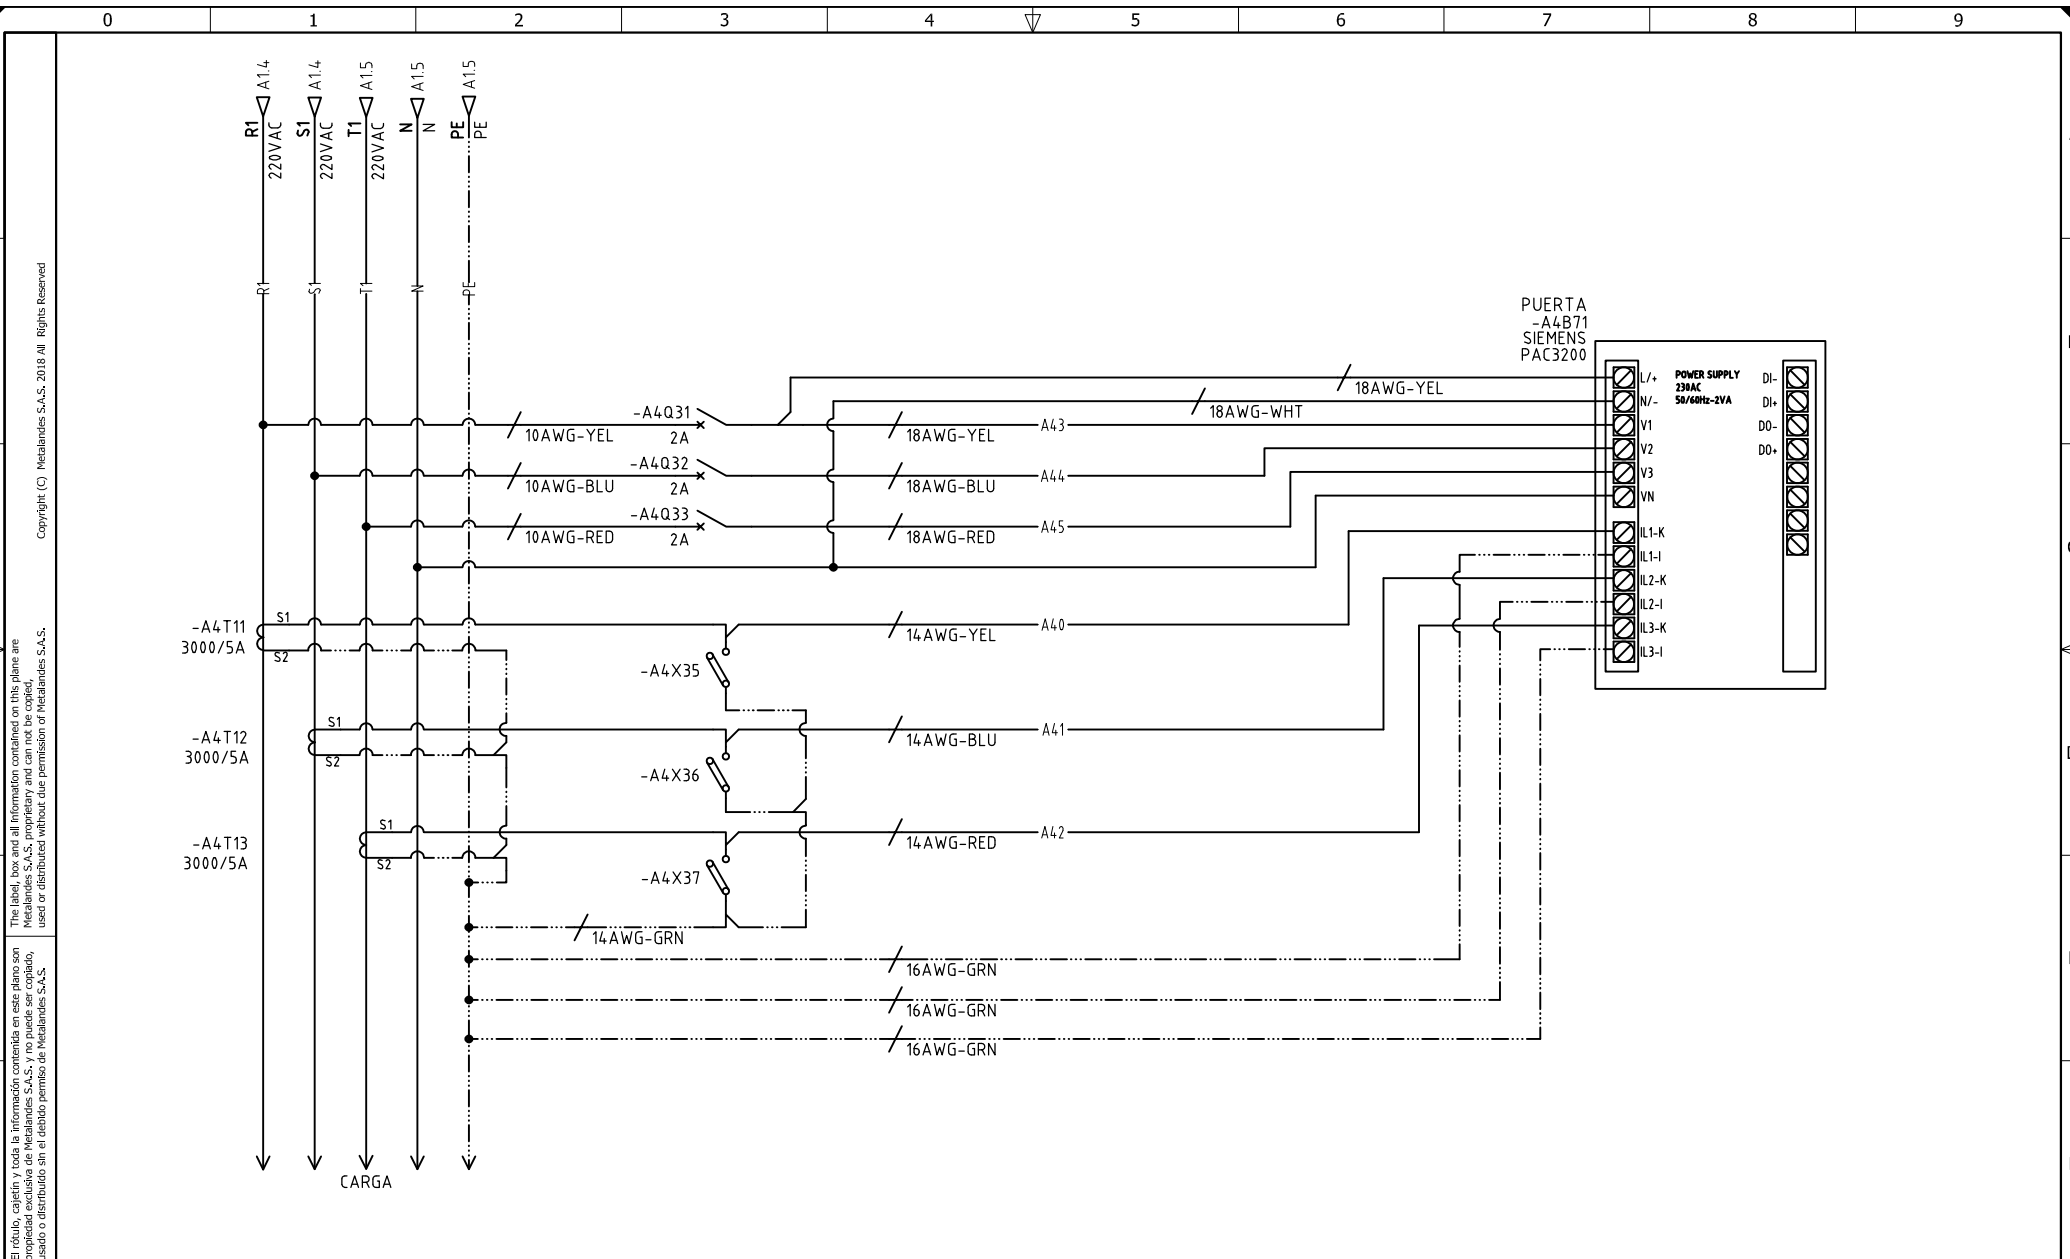 0 1 2 3 4 5 6 7 8 9
A1.4 A1.4 A1.5 A1.5 A1.5
R1 S1 T1 N PE
220VAC 220VAC 220VAC N PE
R1 S1 T1 N PE
Copyright (C) Metalandes S.A.S. 2018 All Rights Reserved
The label, box and all information contained on this plane are
Metalandes S.A.S. proprietary and can not be copied,
used or distributed without due permission of Metalandes S.A.S.
El rótulo, cajetín y toda la información contenida en este plano son
propiedad exclusiva de Metalandes S.A.S. y no puede ser copiado,
usado o distribuido sin el debido permiso de Metalandes S.A.S.
PUERTA
-A4B71
SIEMENS
PAC3200
L/+
N/-
V1
V2
V3
VN
IL1-K
IL1-I
IL2-K
IL2-I
IL3-K
IL3-I
POWER SUPPLY
230AC
50/60Hz-2VA
DI-
DI+
DO-
DO+
18AWG-YEL
18AWG-WHT
-A4Q31
10AWG-YEL 2A 18AWG-YEL A43
-A4Q32
10AWG-BLU 2A 18AWG-BLU A44
-A4Q33
10AWG-RED 2A 18AWG-RED A45
-A4T11
3000/5A
S1
S2
14AWG-YEL A40
-A4X35
-A4T12
3000/5A
S1
S2
14AWG-BLU A41
-A4X36
-A4T13
3000/5A
S1
S2
14AWG-RED A42
-A4X37
14AWG-GRN
16AWG-GRN
16AWG-GRN
16AWG-GRN
CARGA